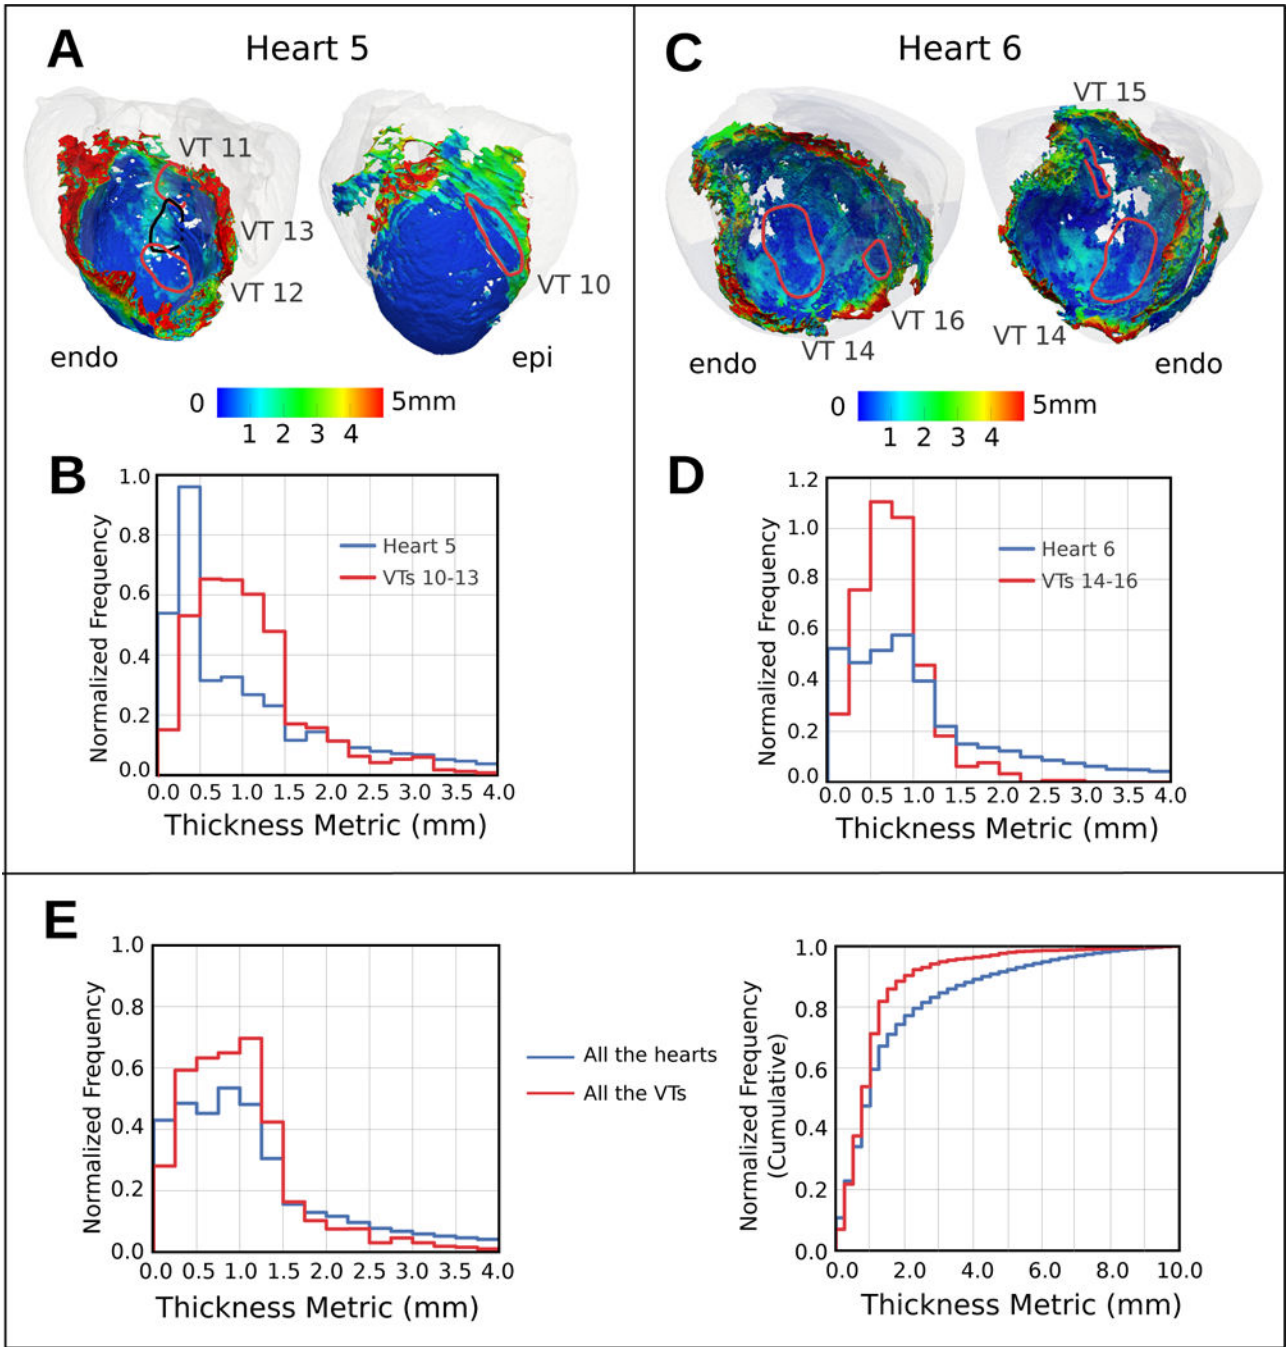 A
Heart 5
VT 11
VT 13
VT 12
VT 10
endo
epi
0
5mm
1 2 3 4
C
Heart 6
VT 15
VT 16
VT 14
VT 14
endo
endo
0
5mm
1 2 3 4
B
1.0
0.8
0.6
0.4
0.2
0.0
Normalized Frequency
Heart 5
VTs 10-13
0.0 0.5 1.0 1.5 2.0 2.5 3.0 3.5 4.0
Thickness Metric (mm)
D
1.2
1.0
0.8
0.6
0.4
0.2
0.0
Normalized Frequency
Heart 6
VTs 14-16
0.0 0.5 1.0 1.5 2.0 2.5 3.0 3.5 4.0
Thickness Metric (mm)
E
1.0
0.8
0.6
0.4
0.2
0.0
Normalized Frequency
0.0 0.5 1.0 1.5 2.0 2.5 3.0 3.5 4.0
Thickness Metric (mm)
All the hearts
All the VTs
1.0
0.8
0.6
0.4
0.2
0.0
Normalized Frequency
(Cumulative)
0.0 2.0 4.0 6.0 8.0 10.0
Thickness Metric (mm)